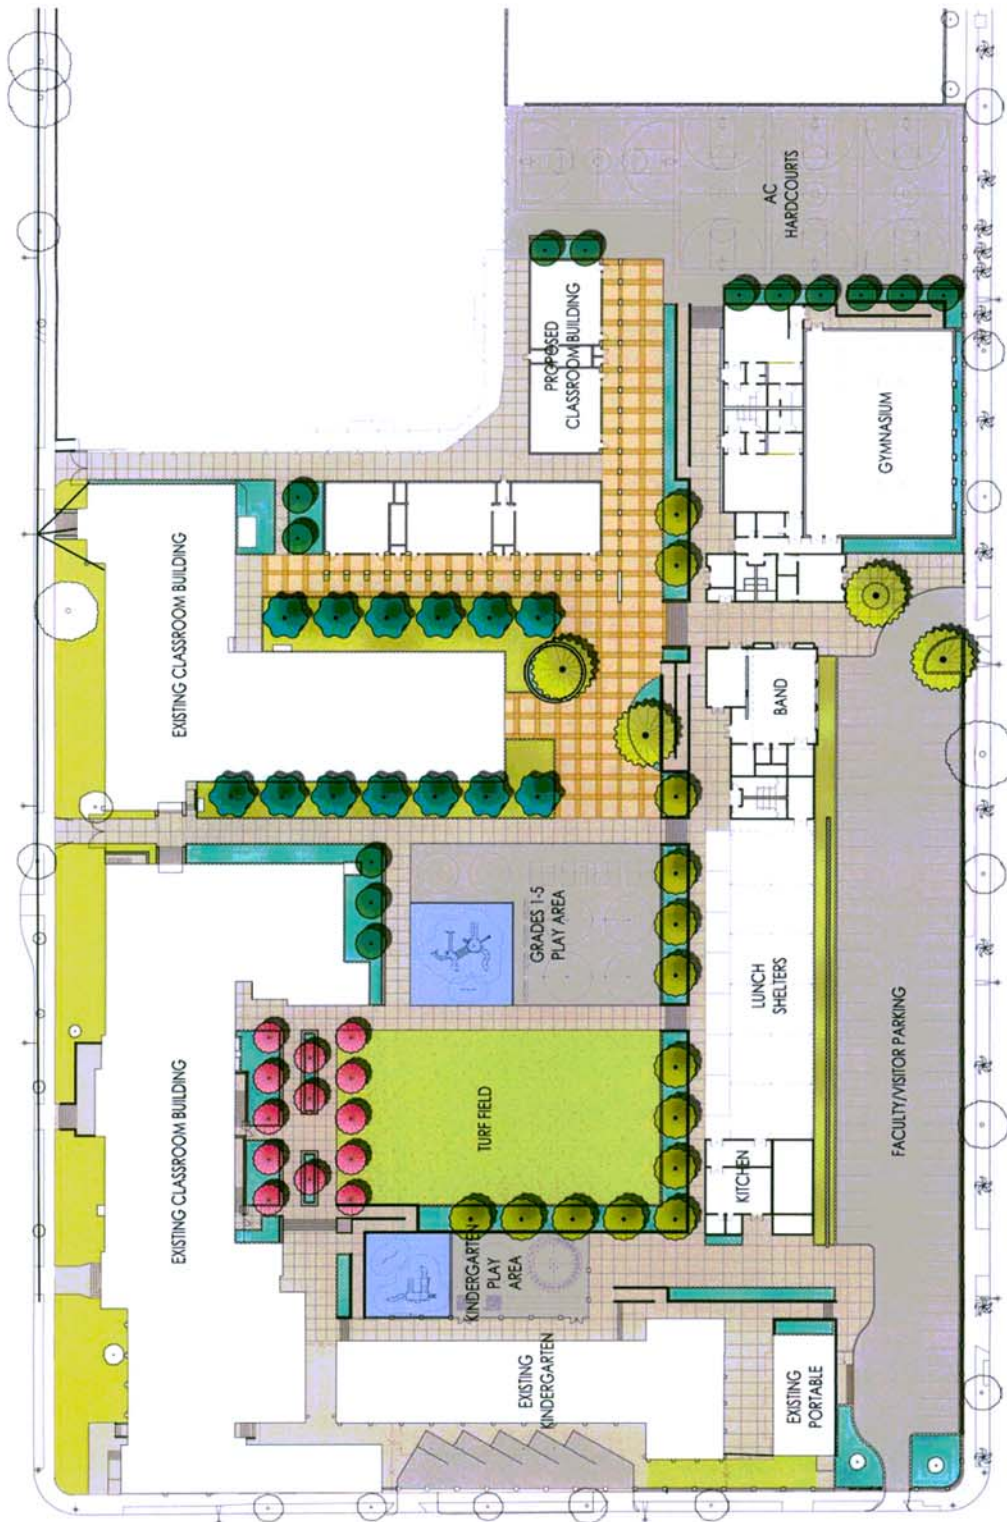 AC
HARDCOURTS
PROPOSED
CLASSROOM BUILDING
GYMNASIUM
EXISTING CLASSROOM BUILDING
BAND
GRADES 1-5
PLAY AREA
LUNCH
SHELTERS
FACULTY/VISITOR PARKING
EXISTING CLASSROOM BUILDING
TURF FIELD
KITCHEN
KINDERGARTEN
PLAY
AREA
EXISTING
KINDERGARTEN
EXISTING
PORTABLE